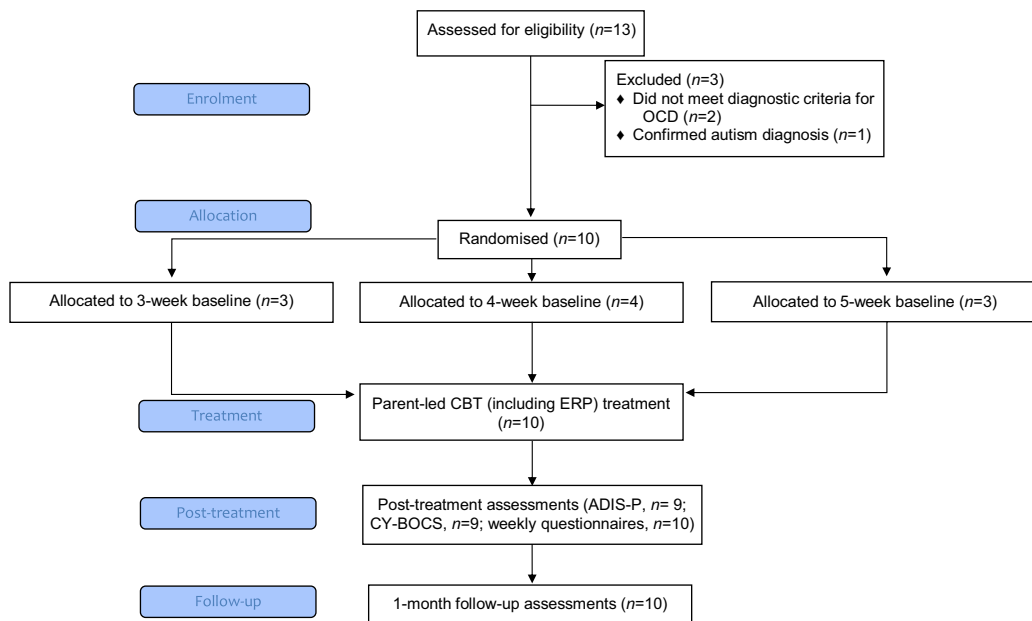 Assessed for eligibility (n=13)
Excluded (n=3)
♦ Did not meet diagnostic criteria for
OCD (n=2)
♦ Confirmed autism diagnosis (n=1)
Enrolment
Allocation
Randomised (n=10)
Allocated to 3-week baseline (n=3)
Allocated to 4-week baseline (n=4)
Allocated to 5-week baseline (n=3)
Parent-led CBT (including ERP) treatment
(n=10)
Treatment
Post-treatment assessments (ADIS-P, n= 9;
CY-BOCS, n=9; weekly questionnaires, n=10)
Post-treatment
1-month follow-up assessments (n=10)
Follow-up